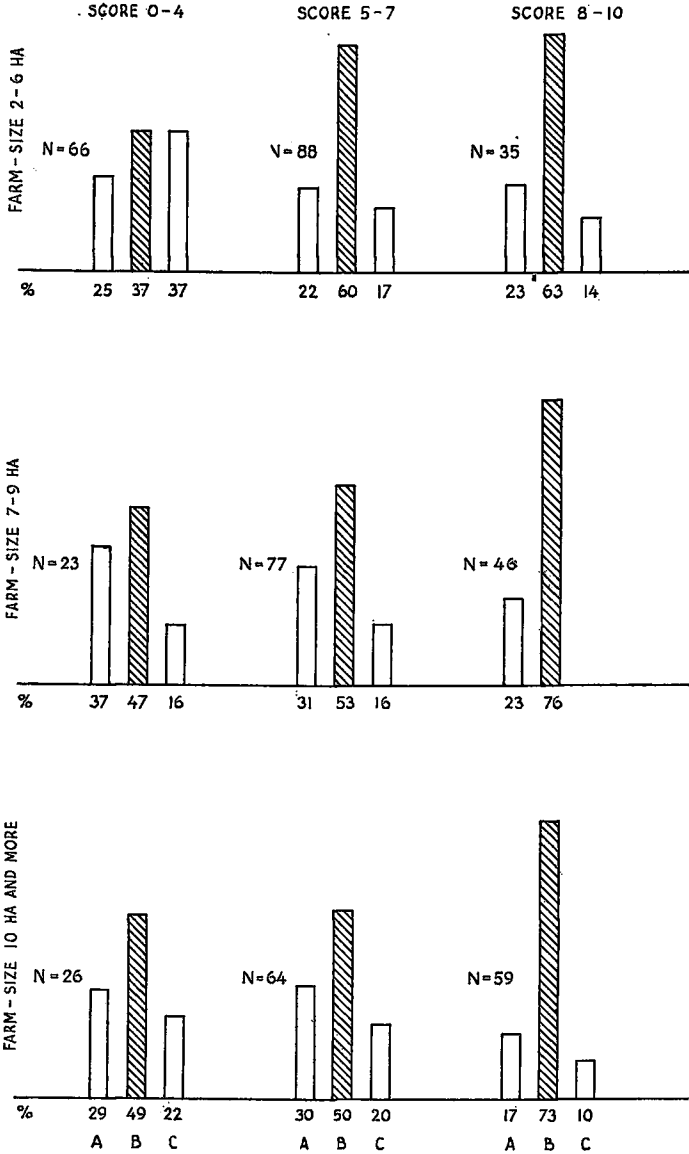 SCORE 0-4 SCORE 5-7 SCORE 8-10
FARM-SIZE 2-6 HA
N=66 N=88 N=35
% 25 37 37 22 60 17 23 63 14
FARM-SIZE 7-9 HA
N=23 N=77 N=46
% 37 47 16 31 53 16 23 76
FARM-SIZE 10 HA AND MORE
N=26 N=64 N=59
% 29 49 22 30 50 20 17 73 10
A B C A B C A B C